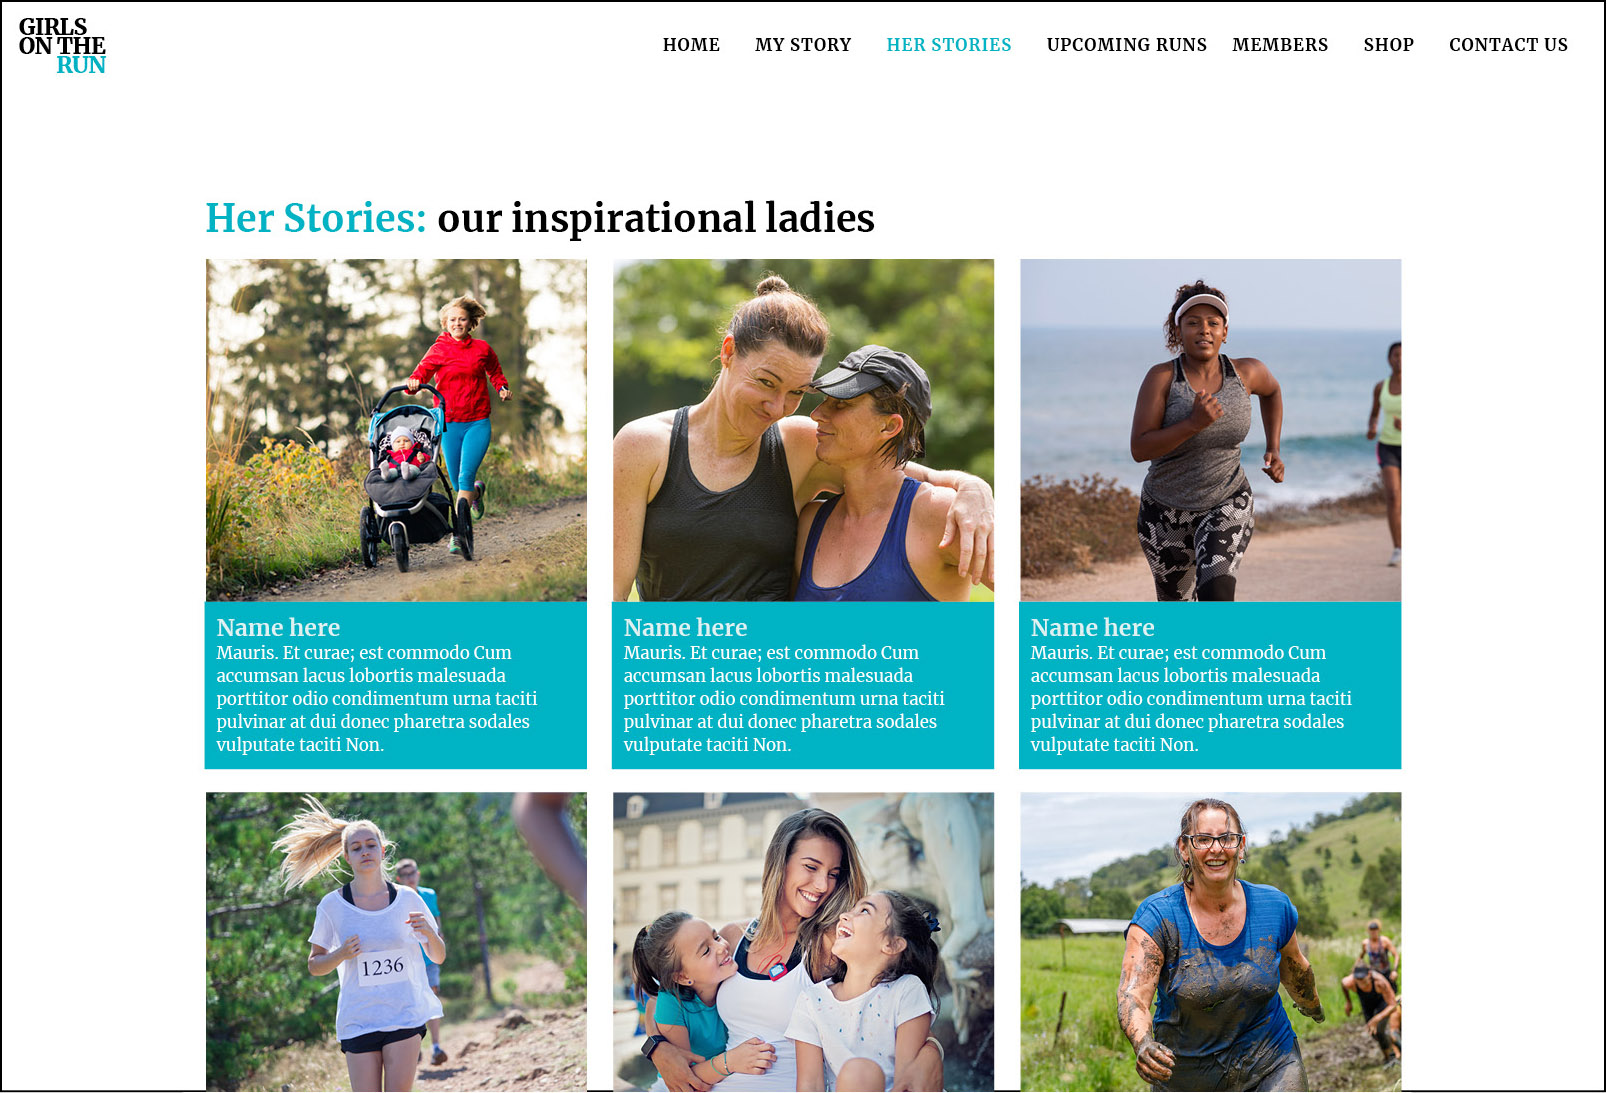 GIRLS
ON THE
RUN
HOME MY STORY HER STORIES UPCOMING RUNS MEMBERS SHOP CONTACT US
Her Stories: our inspirational ladies
Name here
Mauris. Et curae; est commodo Cum
accumsan lacus lobortis malesuada
porttitor odio condimentum urna taciti
pulvinar at dui donec pharetra sodales
vulputate taciti Non.
Name here
Mauris. Et curae; est commodo Cum
accumsan lacus lobortis malesuada
porttitor odio condimentum urna taciti
pulvinar at dui donec pharetra sodales
vulputate taciti Non.
Name here
Mauris. Et curae; est commodo Cum
accumsan lacus lobortis malesuada
porttitor odio condimentum urna taciti
pulvinar at dui donec pharetra sodales
vulputate taciti Non.
1236